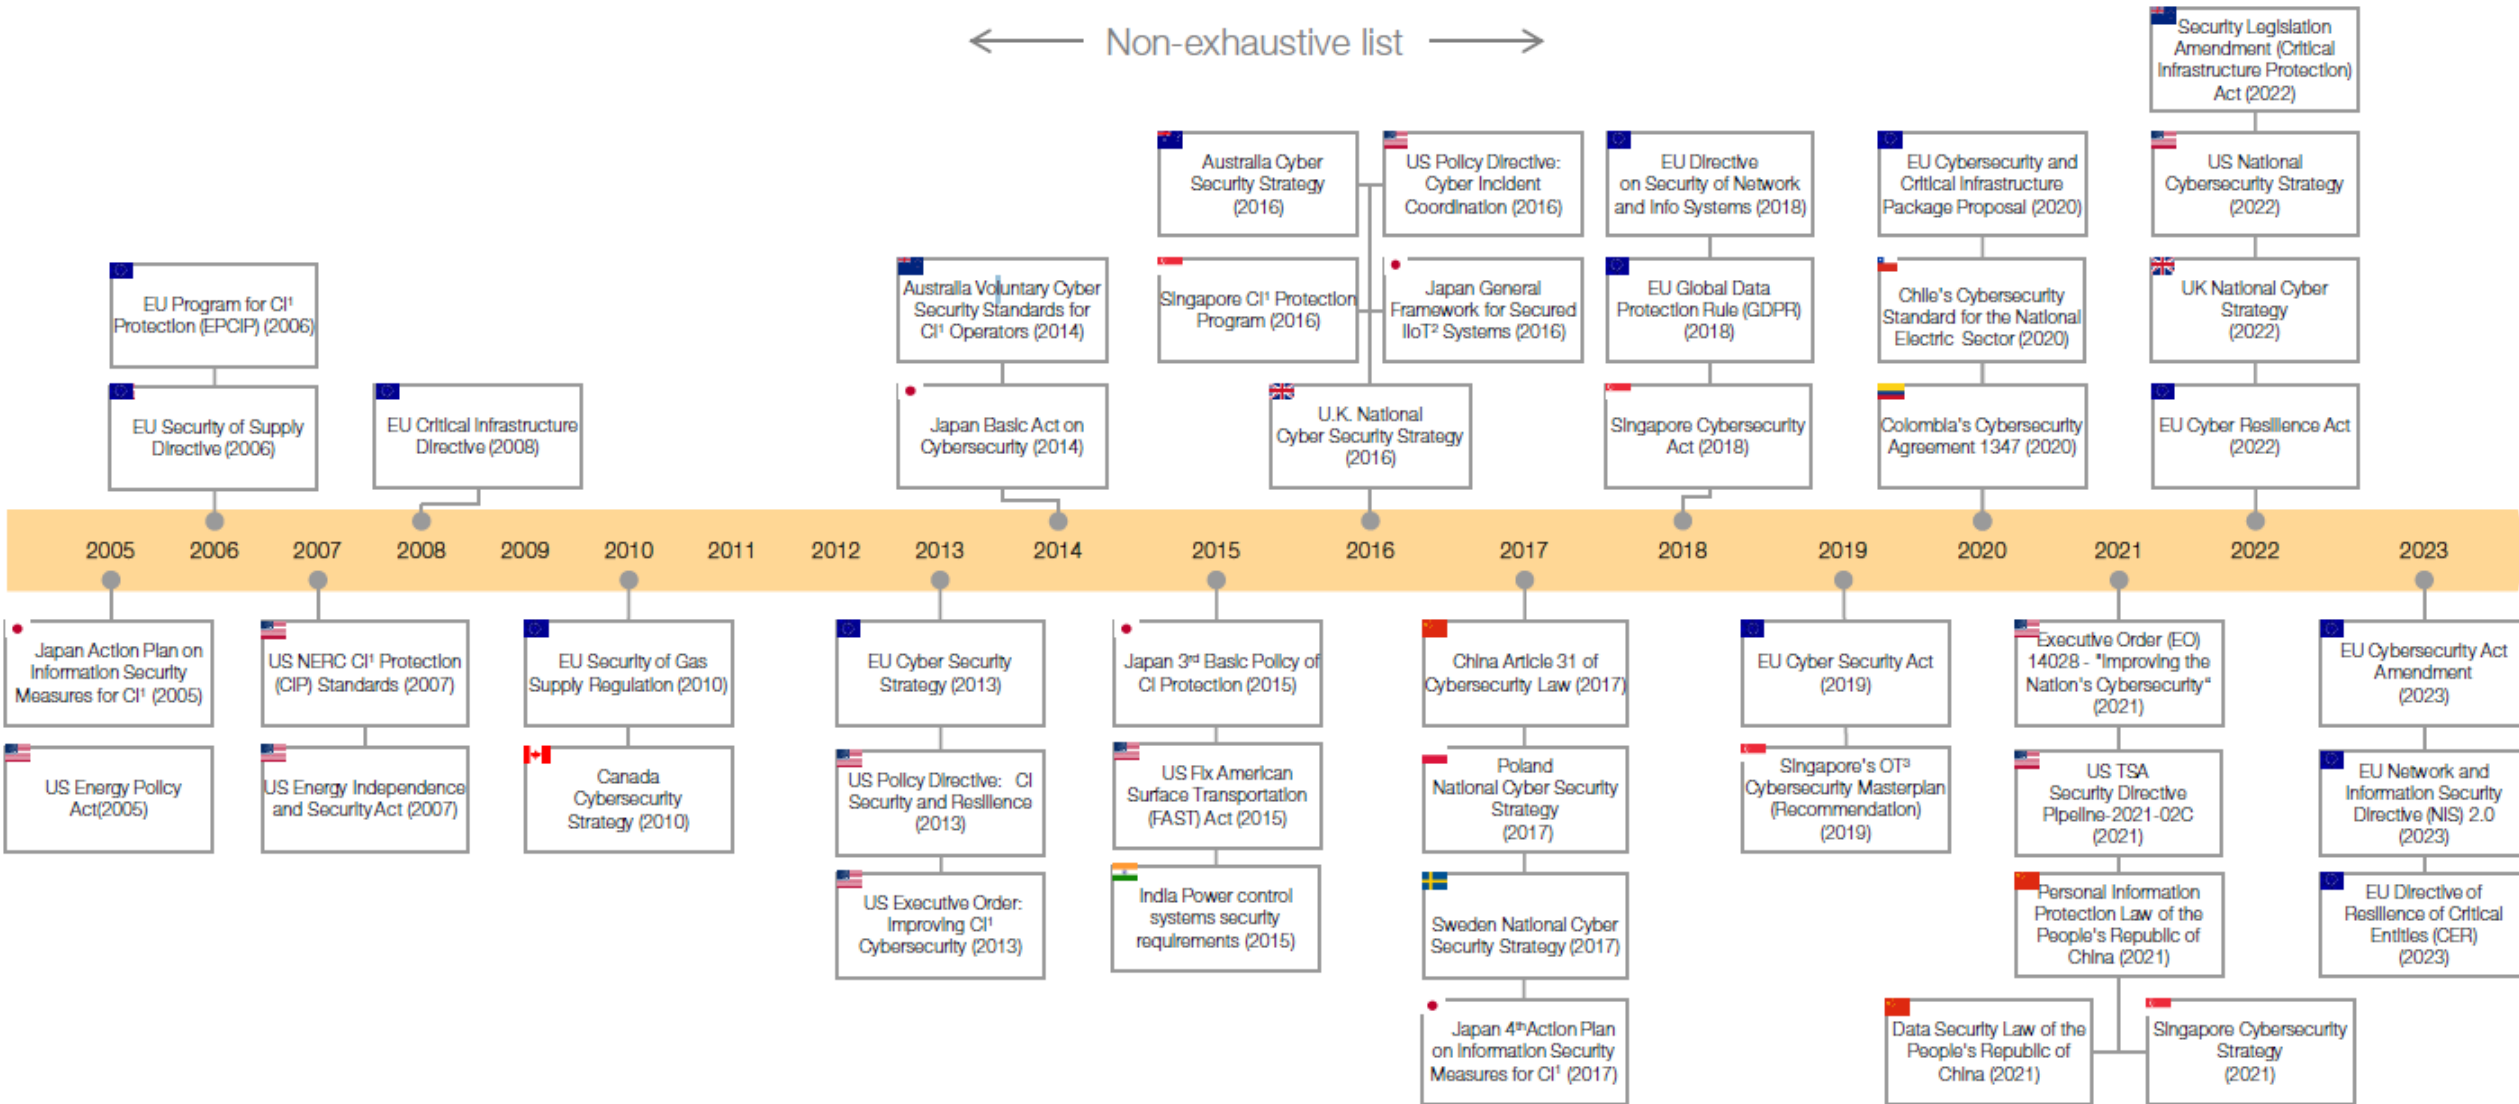 Non-exhaustive list
Security Legislation
Amendment (Critical
Infrastructure Protection)
Act (2022)
Australia Cyber
Security Strategy
(2016)
US Policy Directive:
Cyber Incident
Coordination (2016)
EU Directive
on Security of Network
and Info Systems (2018)
EU Cybersecurity and
Critical Infrastructure
Package Proposal (2020)
US National
Cybersecurity Strategy
(2022)
EU Program for CI¹
Protection (EPCIP) (2006)
Australia Voluntary Cyber
Security Standards for
CI¹ Operators (2014)
Singapore CI¹ Protection
Program (2016)
Japan General
Framework for Secured
IIoT² Systems (2016)
EU Global Data
Protection Rule (GDPR)
(2018)
Chile's Cybersecurity
Standard for the National
Electric Sector (2020)
UK National Cyber
Strategy
(2022)
EU Security of Supply
Directive (2006)
EU Critical Infrastructure
Directive (2008)
Japan Basic Act on
Cybersecurity (2014)
U.K. National
Cyber Security Strategy
(2016)
Singapore Cybersecurity
Act (2018)
Colombia's Cybersecurity
Agreement 1347 (2020)
EU Cyber Resilience Act
(2022)
2005 2006 2007 2008 2009 2010 2011 2012 2013 2014 2015 2016 2017 2018 2019 2020 2021 2022 2023
Japan Action Plan on
Information Security
Measures for CI¹ (2005)
US NERC CI¹ Protection
(CIP) Standards (2007)
EU Security of Gas
Supply Regulation (2010)
EU Cyber Security
Strategy (2013)
Japan 3rd Basic Policy of
CI Protection (2015)
China Article 31 of
Cybersecurity Law (2017)
EU Cyber Security Act
(2019)
Executive Order (EO)
14028 - "Improving the
Nation's Cybersecurity"
(2021)
EU Cybersecurity Act
Amendment
(2023)
US Energy Policy
Act(2005)
US Energy Independence
and Security Act (2007)
Canada
Cybersecurity
Strategy (2010)
US Policy Directive: CI
Security and Resilience
(2013)
US Fix American
Surface Transportation
(FAST) Act (2015)
Poland
National Cyber Security
Strategy
(2017)
Singapore's OT³
Cybersecurity Masterplan
(Recommendation)
(2019)
US TSA
Security Directive
Pipeline-2021-02C
(2021)
EU Network and
Information Security
Directive (NIS) 2.0
(2023)
US Executive Order:
Improving CI¹
Cybersecurity (2013)
India Power control
systems security
requirements (2015)
Sweden National Cyber
Security Strategy (2017)
Personal Information
Protection Law of the
People's Republic of
China (2021)
EU Directive of
Resilience of Critical
Entities (CER)
(2023)
Japan 4th Action Plan
on Information Security
Measures for CI¹ (2017)
Data Security Law of the
People's Republic of
China (2021)
Singapore Cybersecurity
Strategy
(2021)